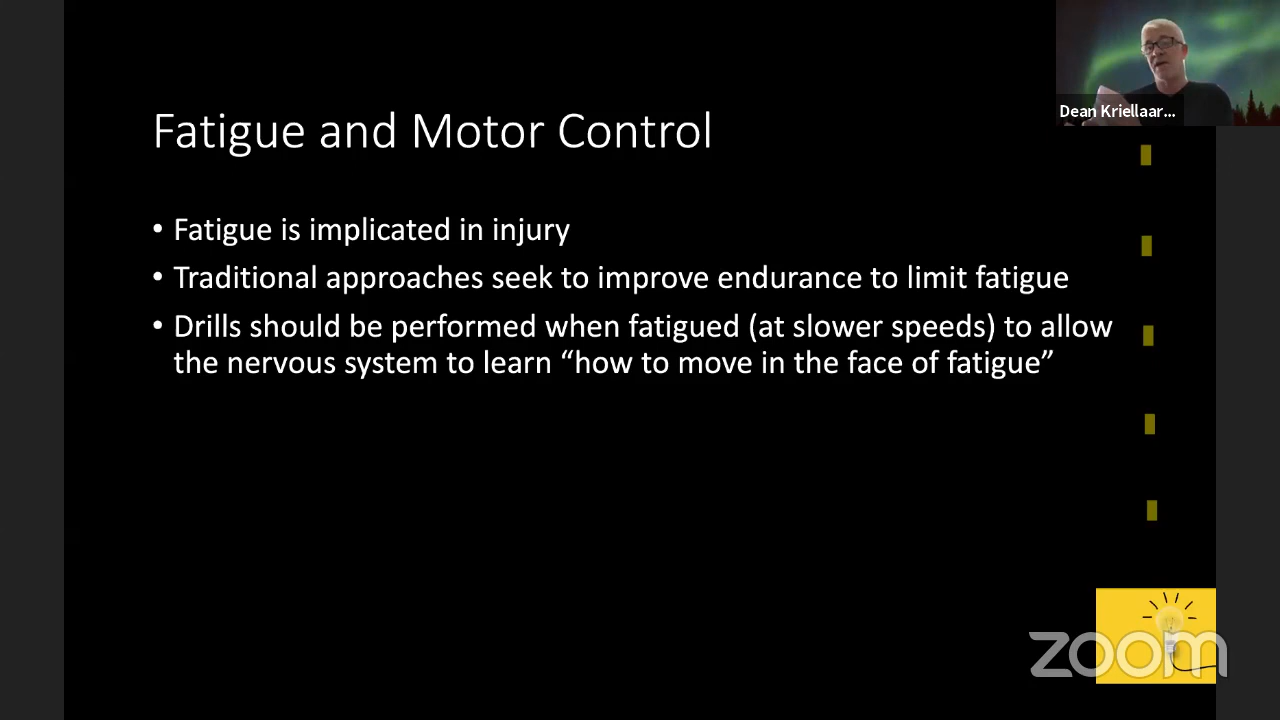 Dean Kriellaar...
Fatigue and Motor Control
• Fatigue is implicated in injury
• Traditional approaches seek to improve endurance to limit fatigue
• Drills should be performed when fatigued (at slower speeds) to allow
the nervous system to learn “how to move in the face of fatigue”
zoom